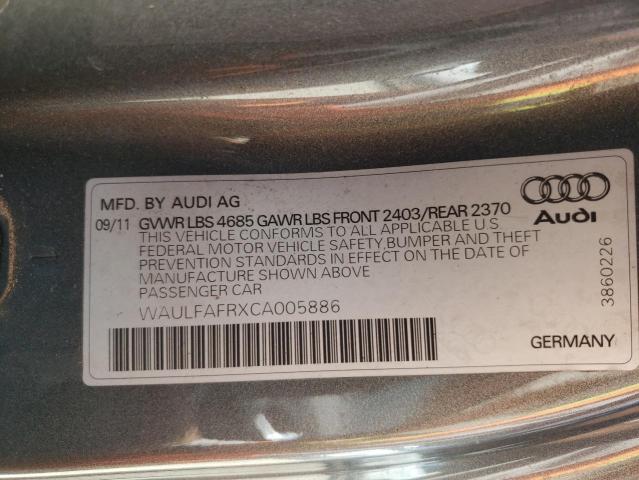 MFD. BY AUDI AG
09/11 GVWR LBS 4685 GAWR LBS FRONT 2403/REAR 2370
THIS VEHICLE CONFORMS TO ALL APPLICABLE U.S
FEDERAL MOTOR VEHICLE SAFETY,BUMPER AND THEFT
PREVENTION STANDARDS IN EFFECT ON THE DATE OF
MANUFACTURE SHOWN ABOVE
PASSENGER CAR
WAULFAFRXCA005886
Audi
3860226
GERMANY